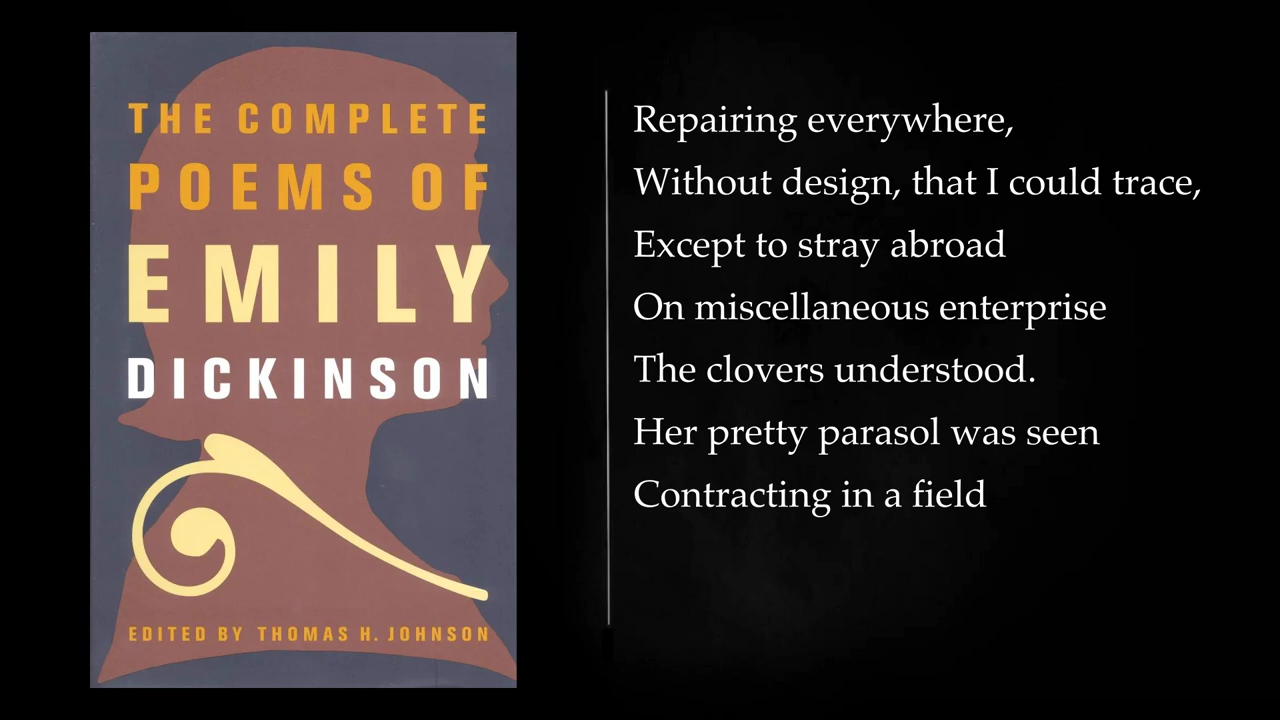 THE COMPLETE
POEMS OF
EMILY
DICKINSON
EDITED BY THOMAS H. JOHNSON
Repairing everywhere,
Without design, that I could trace,
Except to stray abroad
On miscellaneous enterprise
The clovers understood.
Her pretty parasol was seen
Contracting in a field